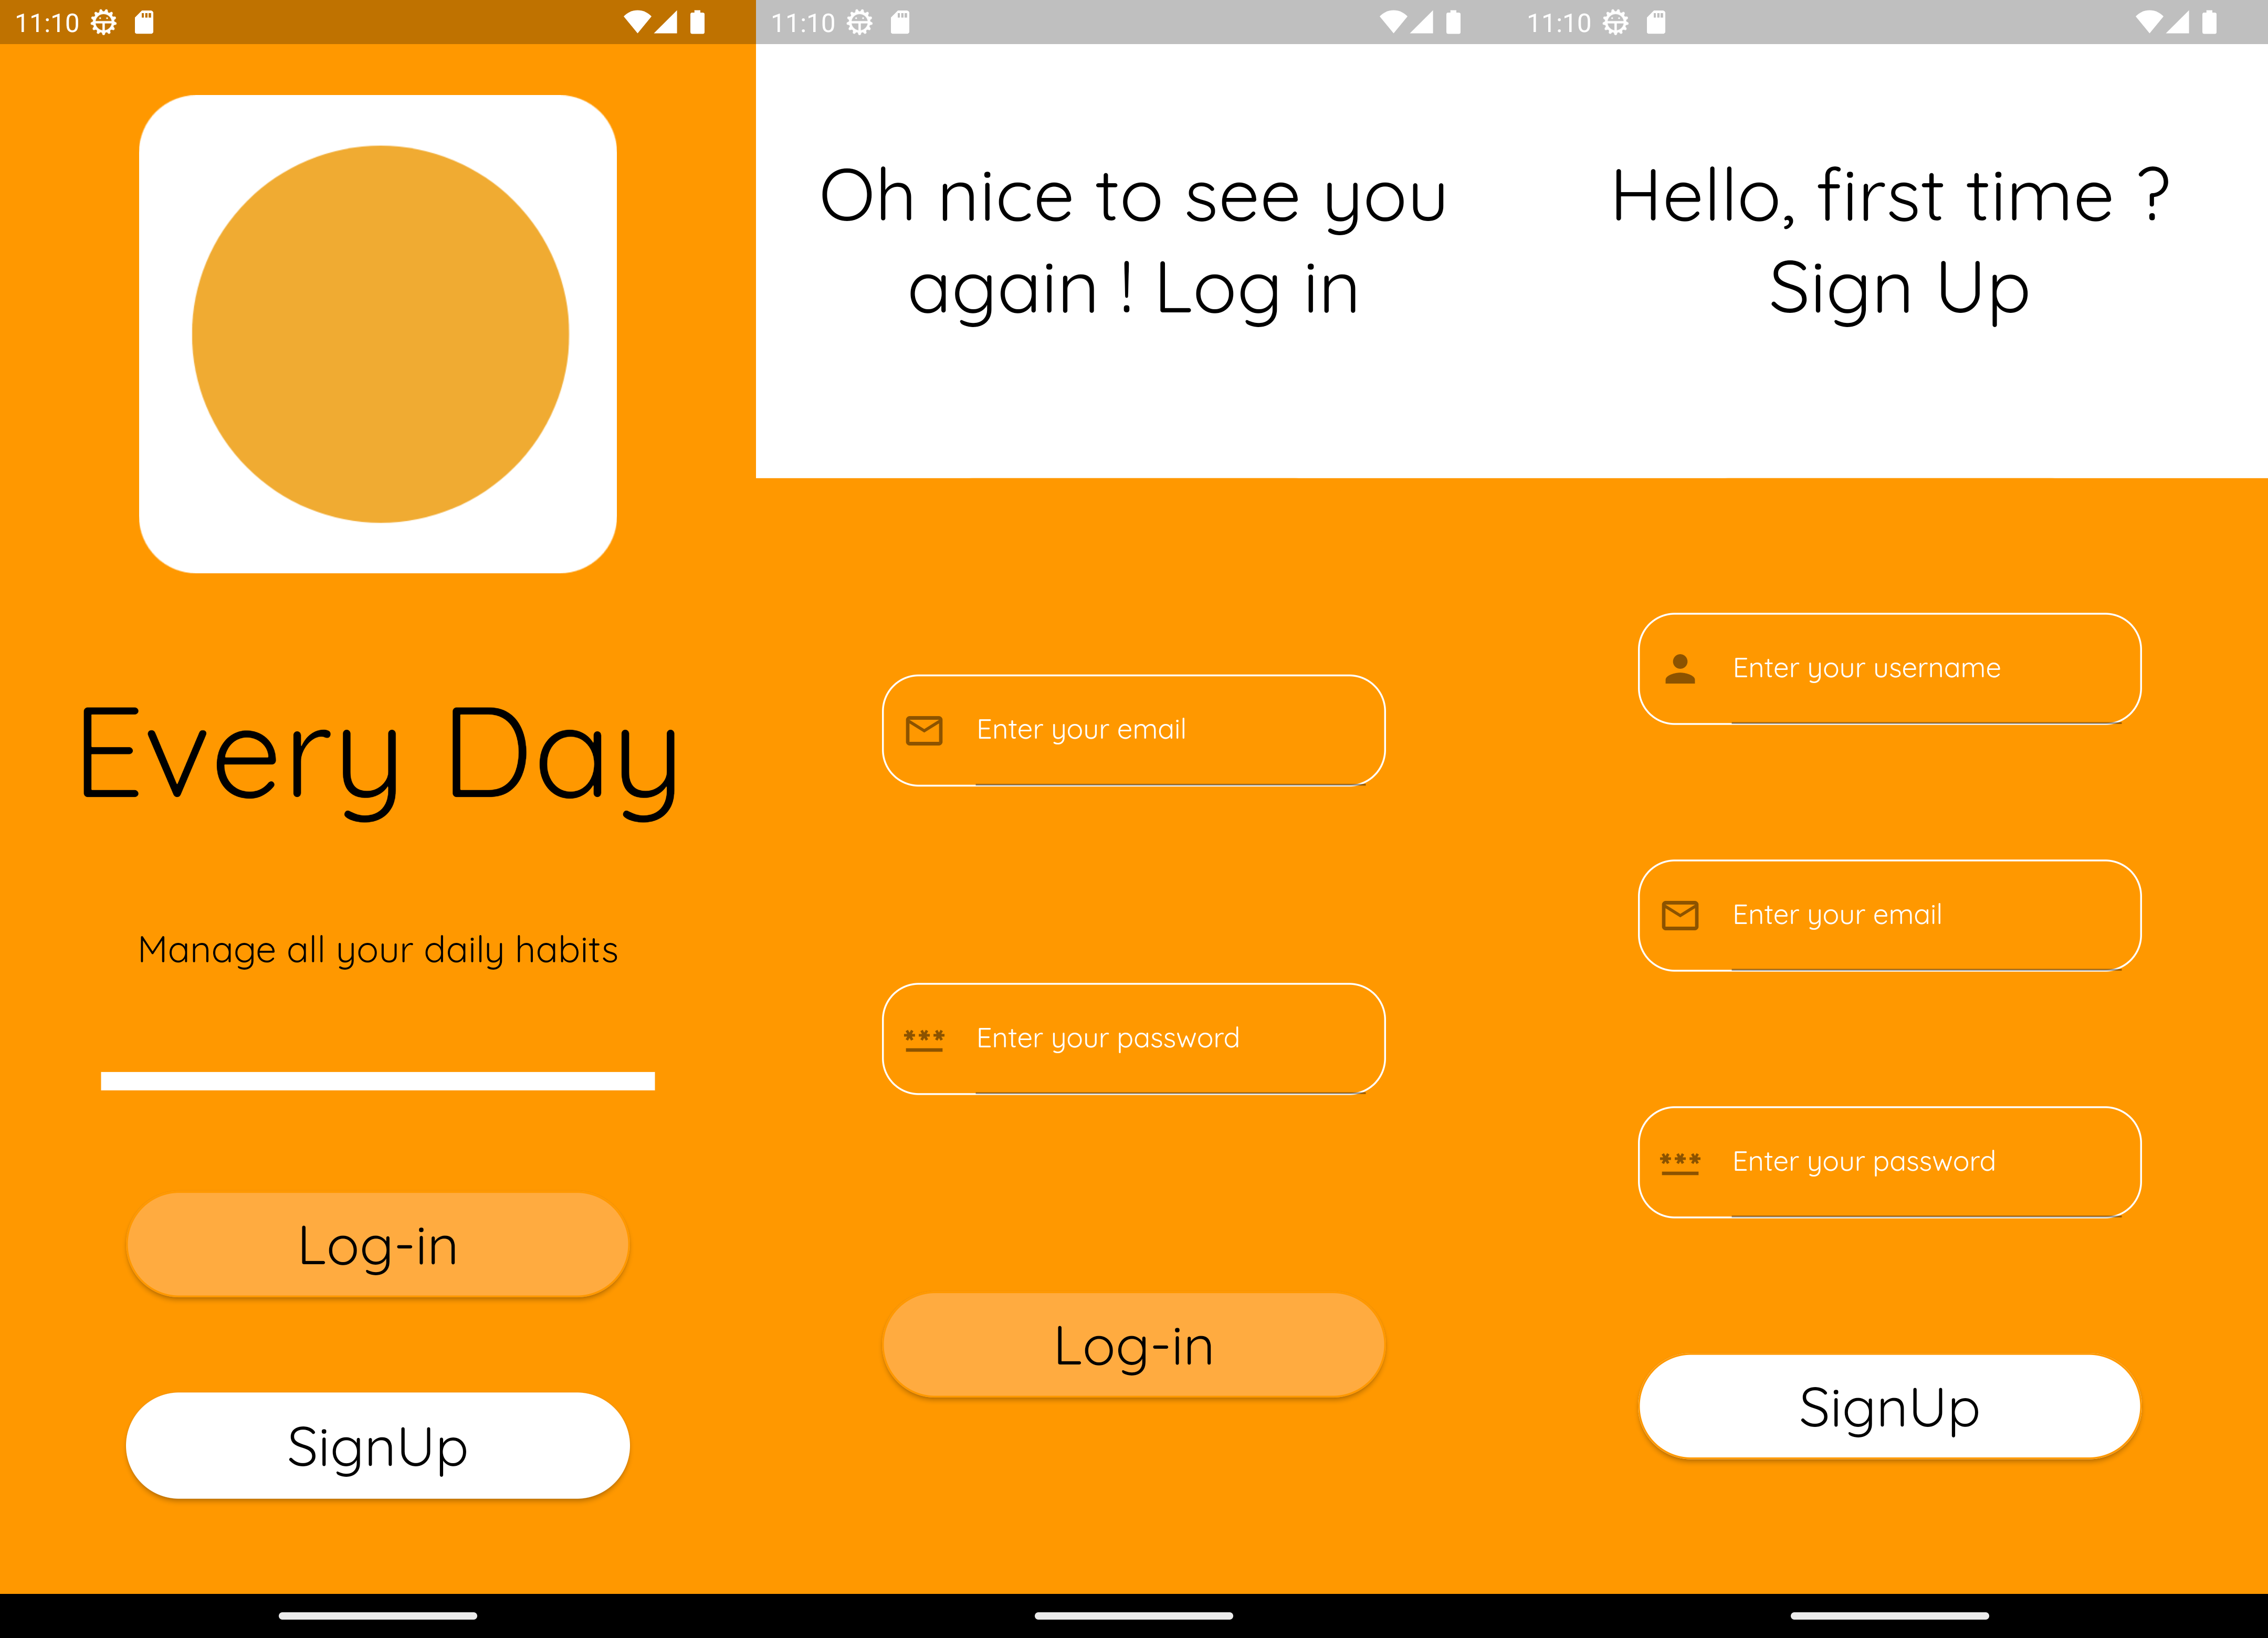 11:10
Every Day
Manage all your daily habits
Log-in
SignUp
11:10
Oh nice to see you
again ! Log in
Enter your email
Enter your password
Log-in
11:10
Hello, first time ?
Sign Up
Enter your username
Enter your email
Enter your password
SignUp